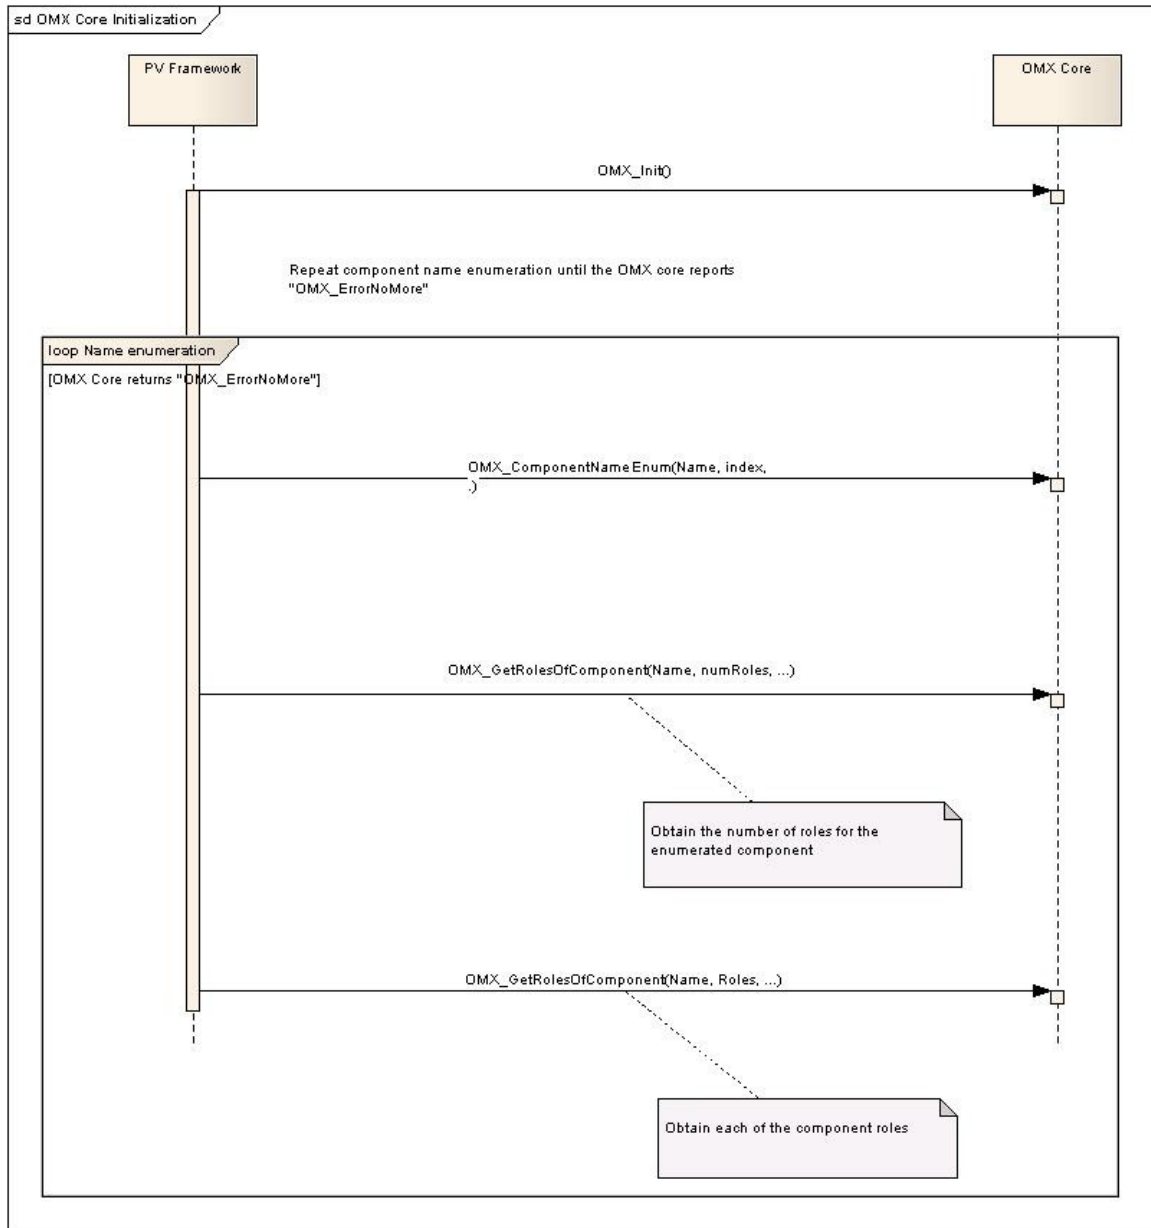 sd OMX Core Initialization
PV Framework
OMX Core
OMX_Init()
Repeat component name enumeration until the OMX core reports
"OMX_ErrorNoMore"
loop Name enumeration
[OMX Core returns "OMX_ErrorNoMore"]
OMX_ComponentNameEnum(Name, index,
.)
OMX_GetRolesOfComponent(Name, numRoles, ...)
Obtain the number of roles for the
enumerated component
OMX_GetRolesOfComponent(Name, Roles, ...)
Obtain each of the component roles